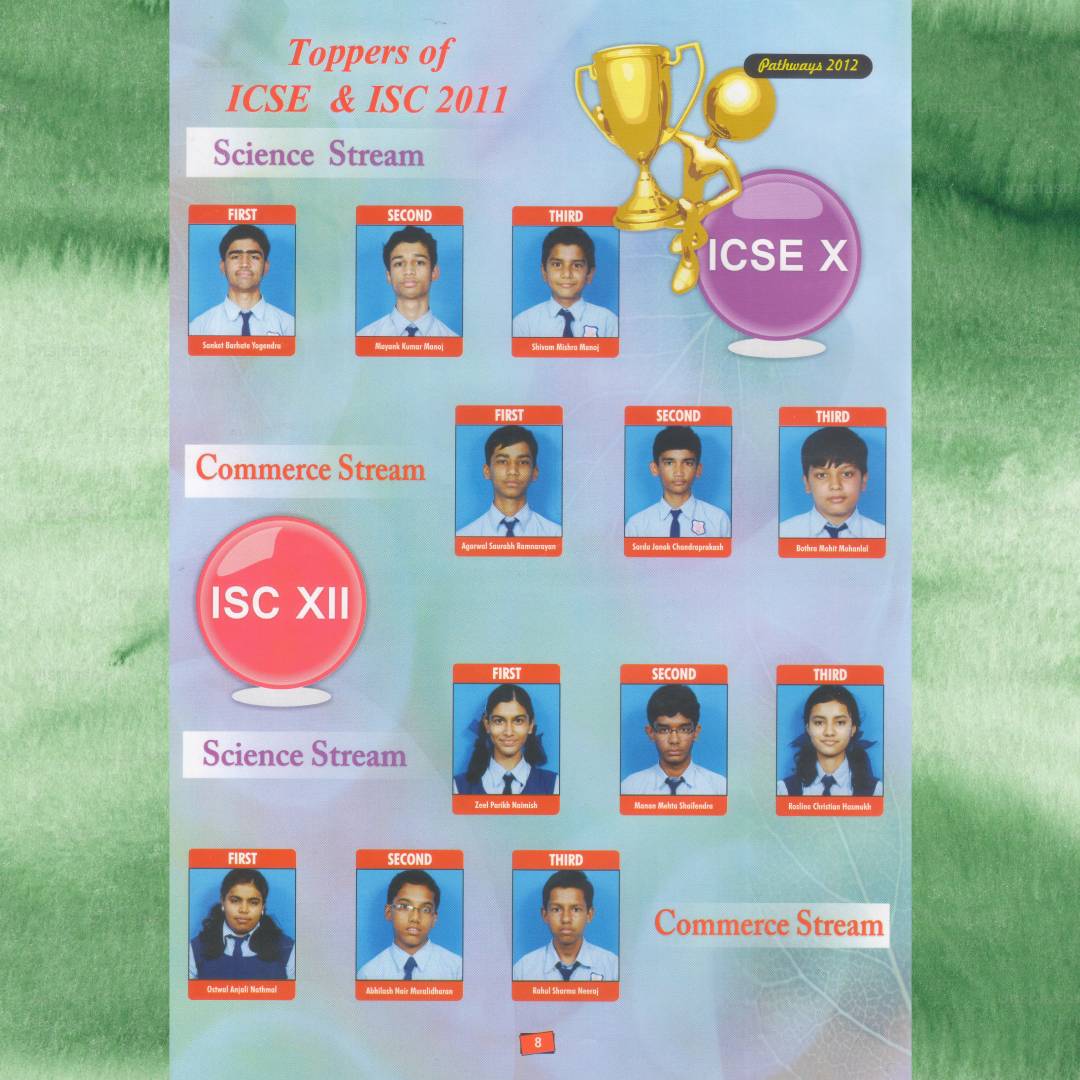 Toppers of
ICSE & ISC 2011
Pathways 2012
Science Stream
FIRST
SECOND
THIRD
ICSE X
Sanket Barhate Yogendra
Mayank Kumar Manoj
Shivam Mishra Manoj
FIRST
SECOND
THIRD
Commerce Stream
Agarwal Saurabh Ramnarayan
Sarda Janak Chandraprakash
Bothra Mohit Mohanlal
ISC XII
FIRST
SECOND
THIRD
Science Stream
Zeel Parikh Naimish
Manan Mehta Shailendra
Rosline Christian Hasmukh
FIRST
SECOND
THIRD
Commerce Stream
Ostwal Anjali Nathmal
Abhilash Nair Muralidharan
Rahul Sharma Neeraj
8